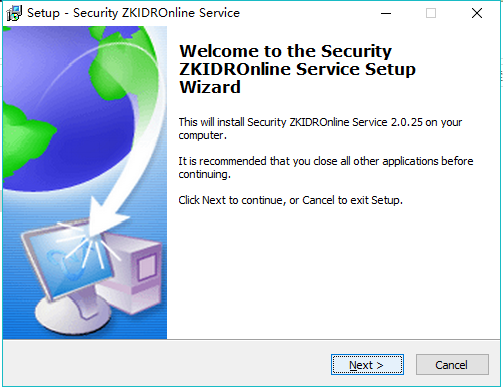 Setup - Security ZKIDROnline Service
Welcome to the Security
ZKIDROnline Service Setup
Wizard
This will install Security ZKIDROnline Service 2.0.25 on your
computer.
It is recommended that you close all other applications before
continuing.
Click Next to continue, or Cancel to exit Setup.
Next >
Cancel